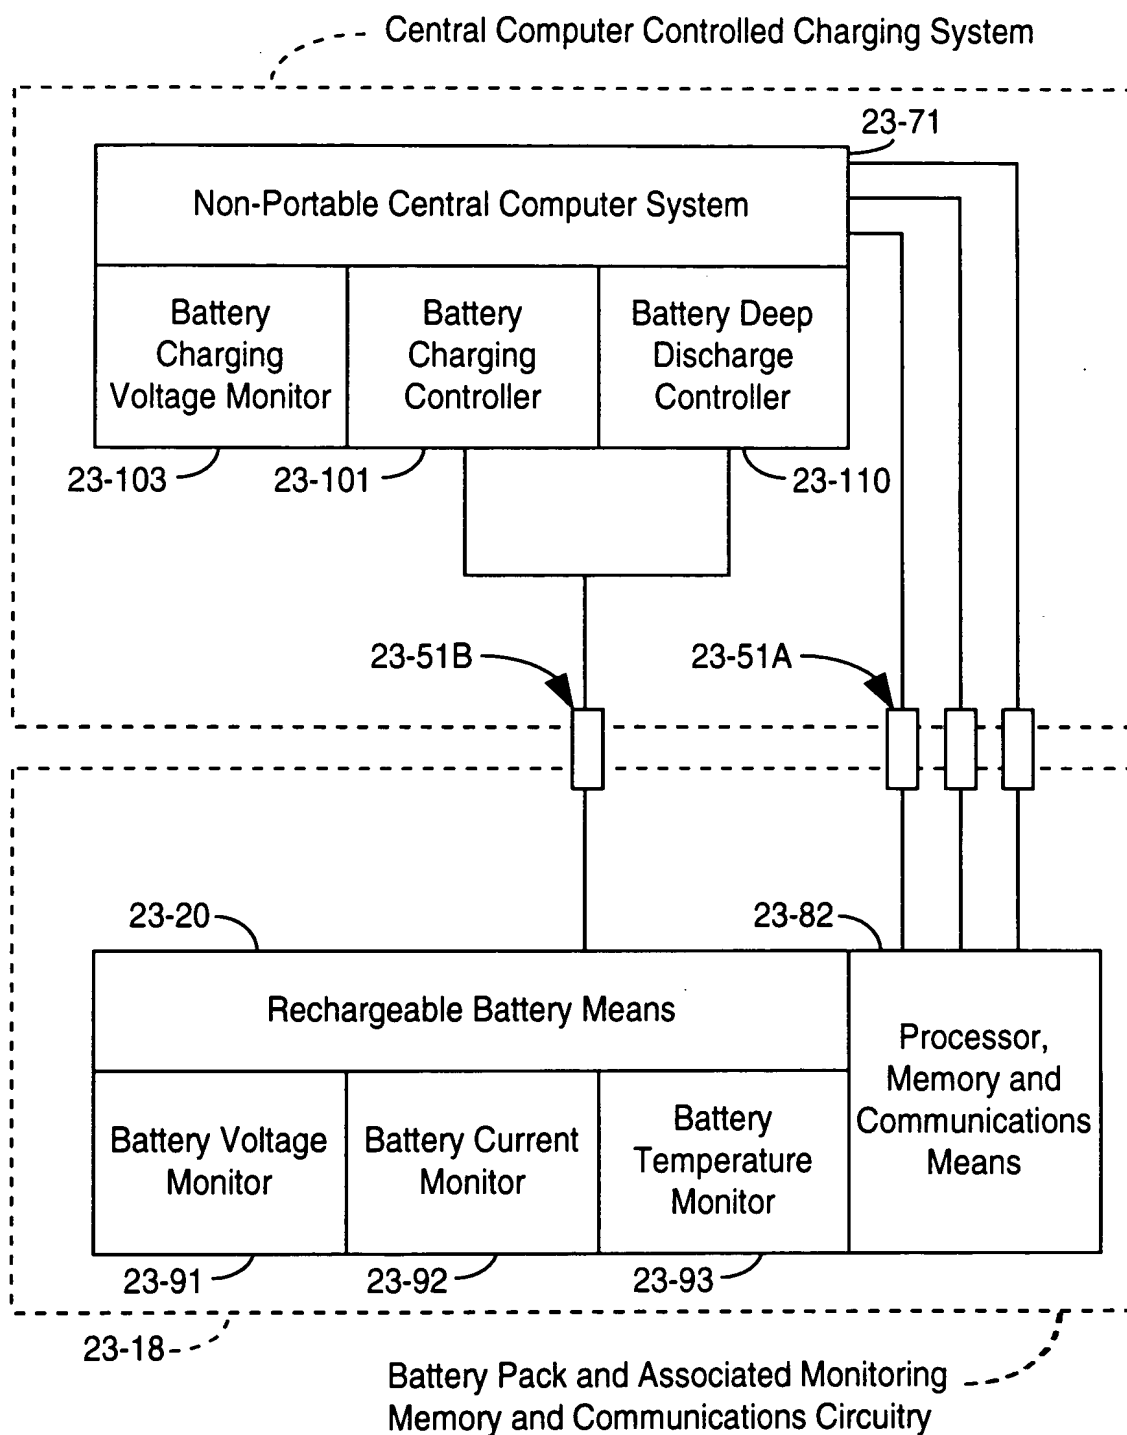 Central Computer Controlled Charging System
23-71
Non-Portable Central Computer System
Battery
Charging
Voltage Monitor
Battery
Charging
Controller
Battery Deep
Discharge
Controller
23-103
23-101
23-110
23-51B
23-51A
23-20
23-82
Rechargeable Battery Means
Processor,
Memory and
Communications
Means
Battery Voltage
Monitor
Battery Current
Monitor
Battery
Temperature
Monitor
23-91
23-92
23-93
23-18
Battery Pack and Associated Monitoring
Memory and Communications Circuitry